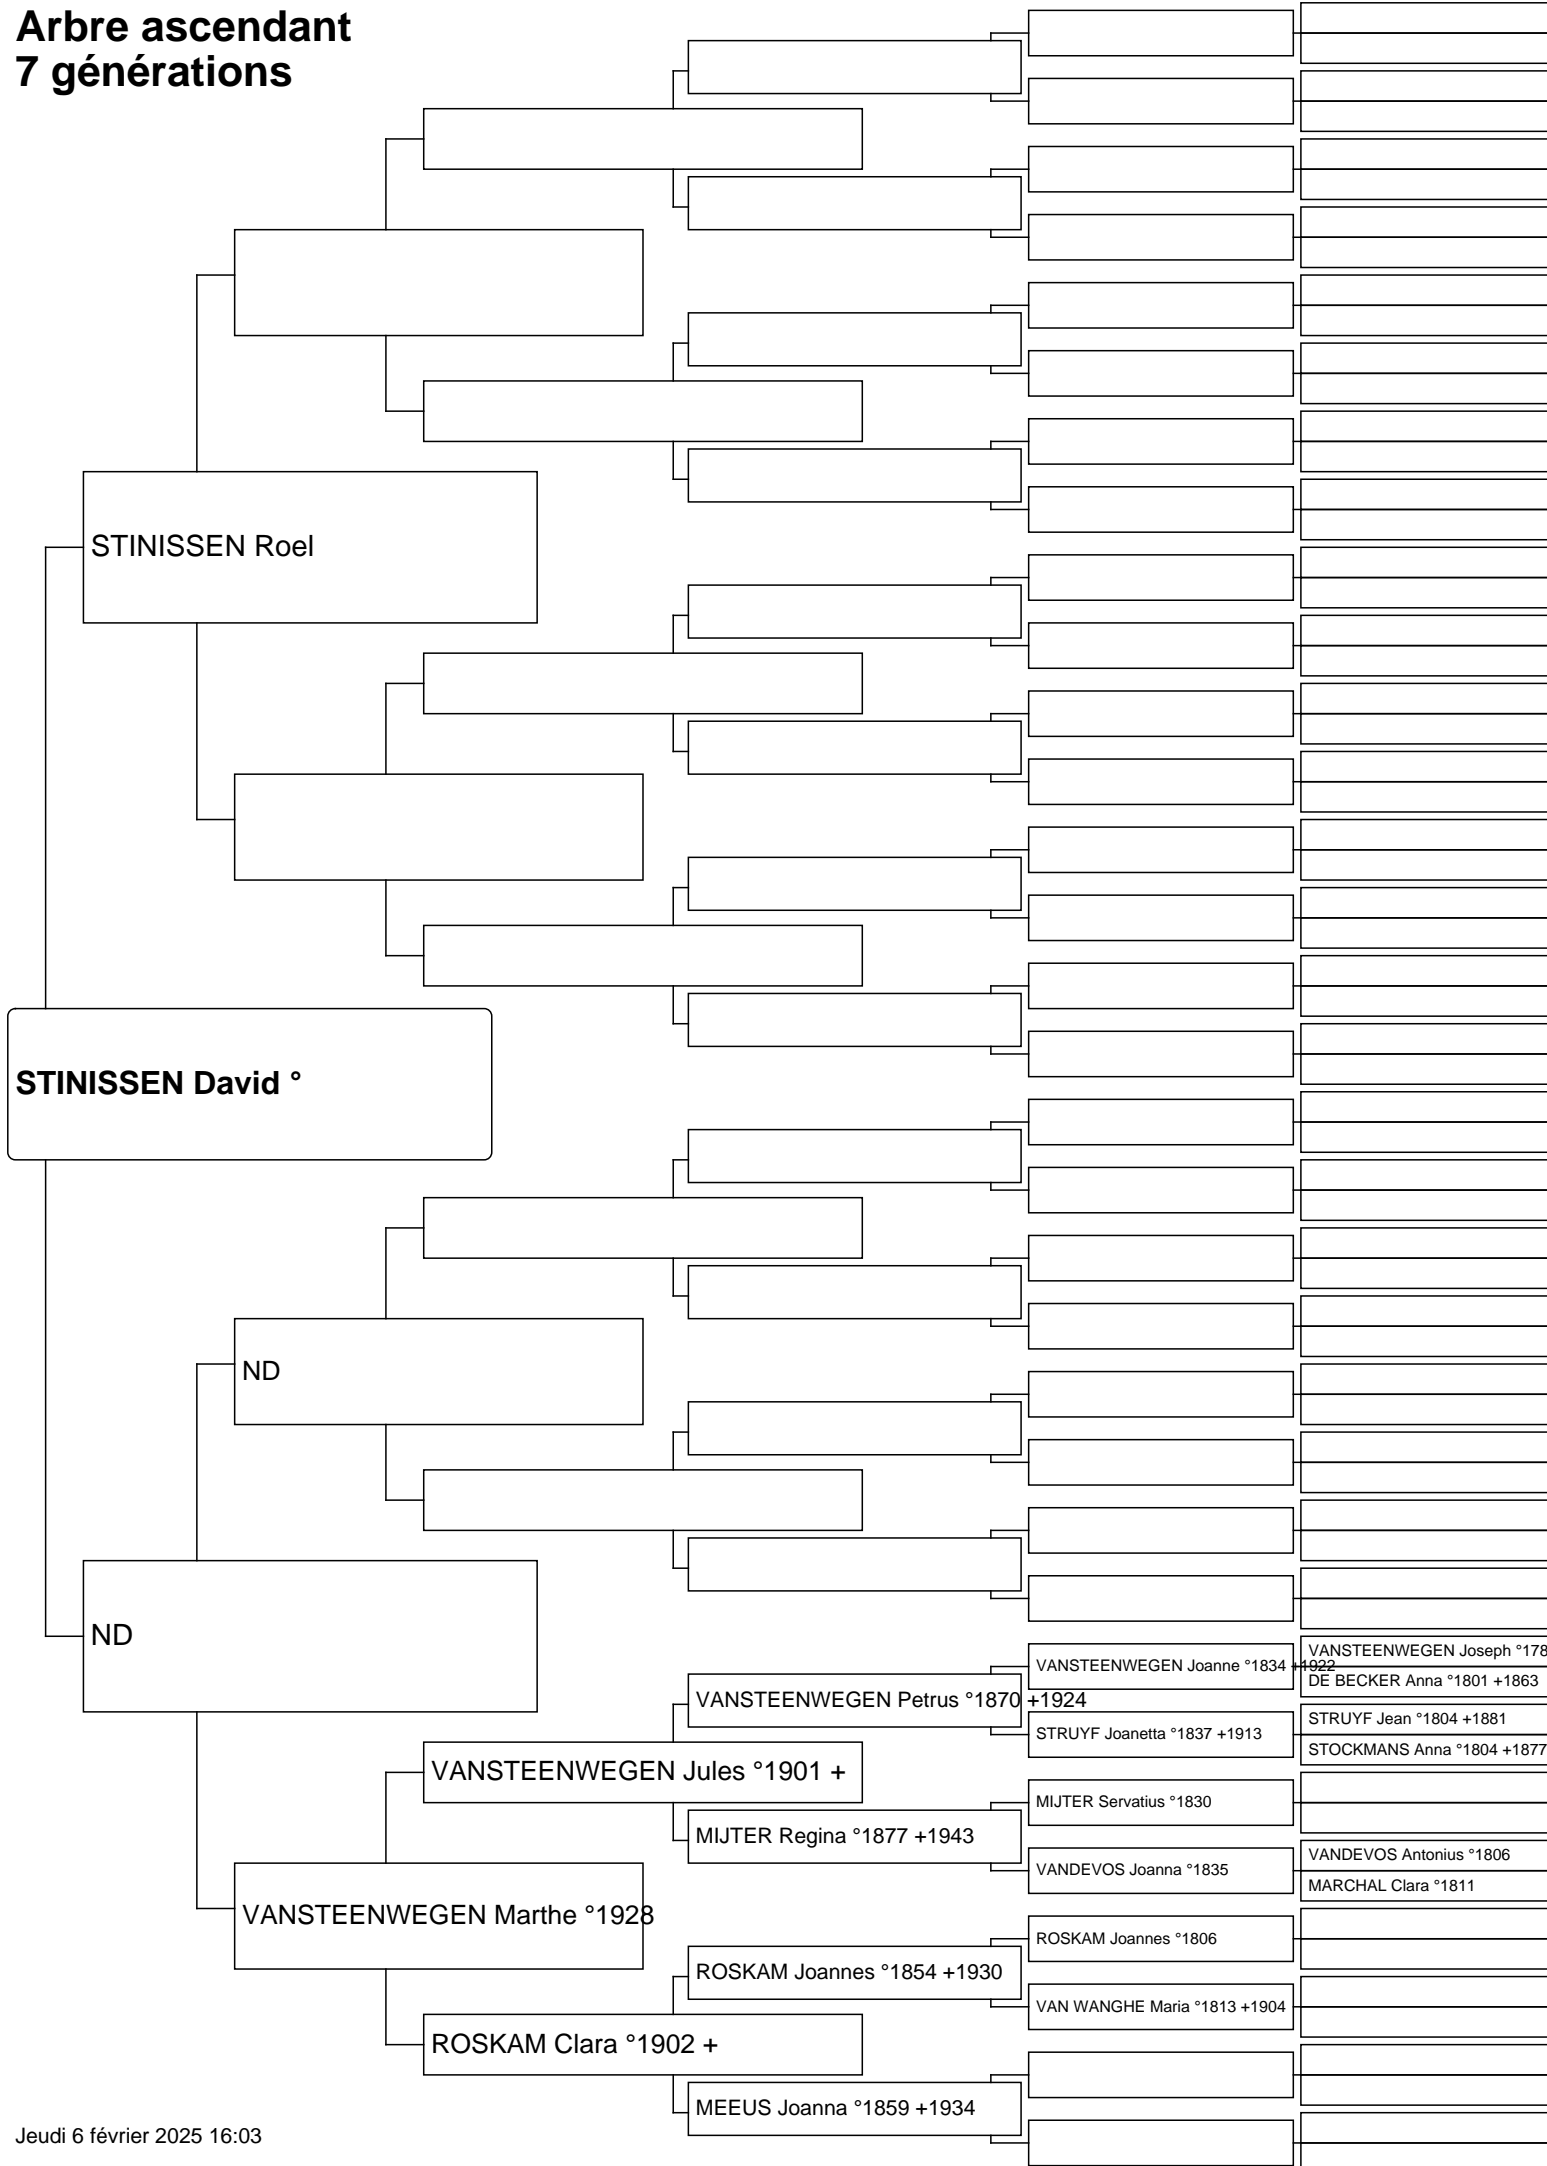 Arbre ascendant
7 générations
STINISSEN Roel
STINISSEN David °
ND
ND
VANSTEENWEGEN Marthe °1928
VANSTEENWEGEN Jules °1901 +
ROSKAM Clara °1902 +
VANSTEENWEGEN Petrus °1870 +1924
MIJTER Regina °1877 +1943
ROSKAM Joannes °1854 +1930
MEEUS Joanna °1859 +1934
VANSTEENWEGEN Joanne °1834 +1922
STRUYF Joanetta °1837 +1913
MIJTER Servatius °1830
VANDEVOS Joanna °1835
ROSKAM Joannes °1806
VAN WANGHE Maria °1813 +1904
VANSTEENWEGEN Joseph °178
DE BECKER Anna °1801 +1863
STRUYF Jean °1804 +1881
STOCKMANS Anna °1804 +1877
VANDEVOS Antonius °1806
MARCHAL Clara °1811
Jeudi 6 février 2025 16:03